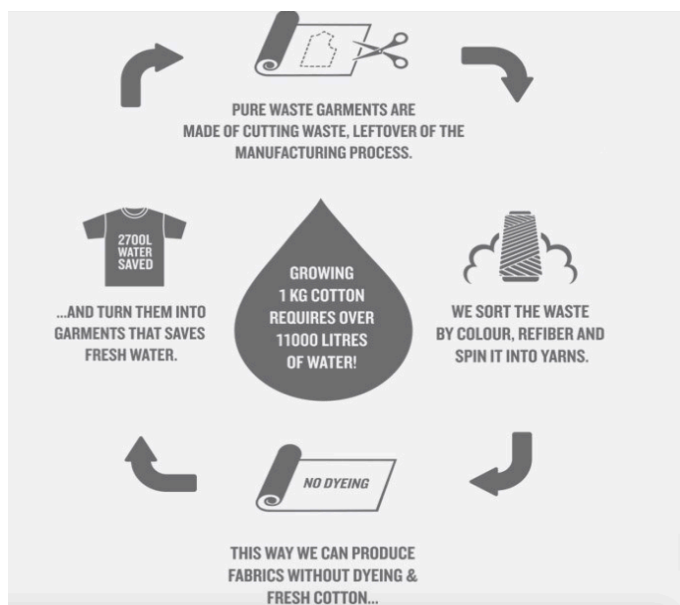 PURE WASTE GARMENTS ARE
MADE OF CUTTING WASTE, LEFTOVER OF THE
MANUFACTURING PROCESS.
WE SORT THE WASTE
BY COLOUR, REFIBER AND
SPIN IT INTO YARNS.
NO DYEING
THIS WAY WE CAN PRODUCE
FABRICS WITHOUT DYEING &
FRESH COTTON...
2700L
WATER
SAVED
...AND TURN THEM INTO
GARMENTS THAT SAVES
FRESH WATER.
GROWING
1 KG COTTON
REQUIRES OVER
11000 LITRES
OF WATER!